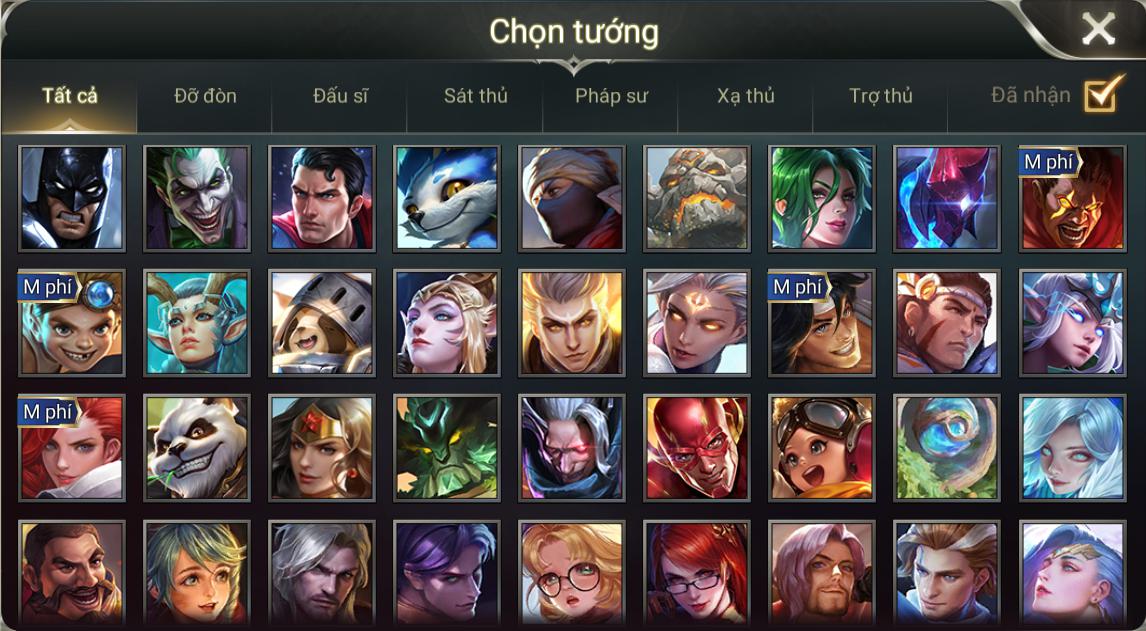 Chọn tướng
Tất cả
Đỡ đòn
Đấu sĩ
Sát thủ
Pháp sư
Xạ thủ
Trợ thủ
Đã nhận
M phí
M phí
M phí
M phí